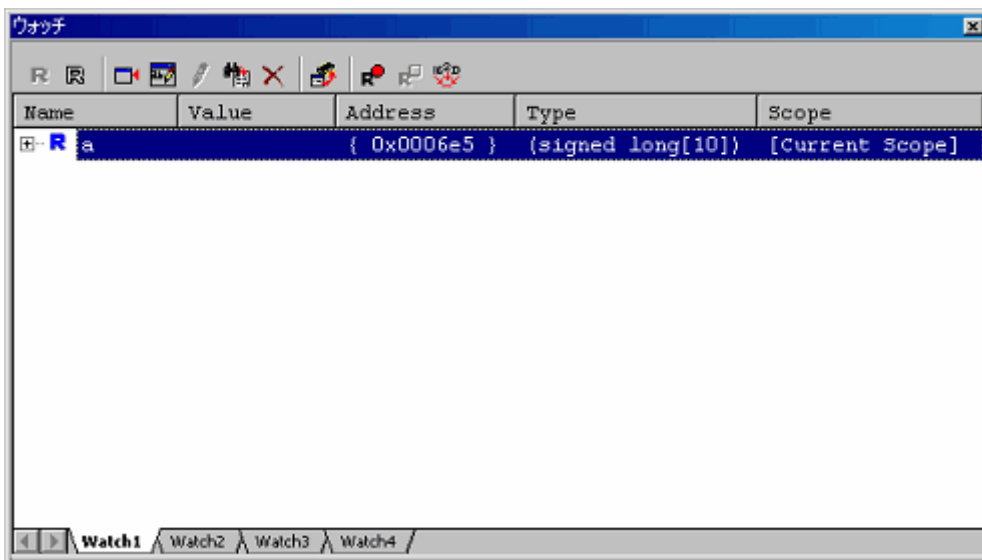 ウォッチ
Name Value Address Type Scope
R a { 0x0006e5 } (signed long[10]) [Current Scope]
Watch1 Watch2 Watch3 Watch4